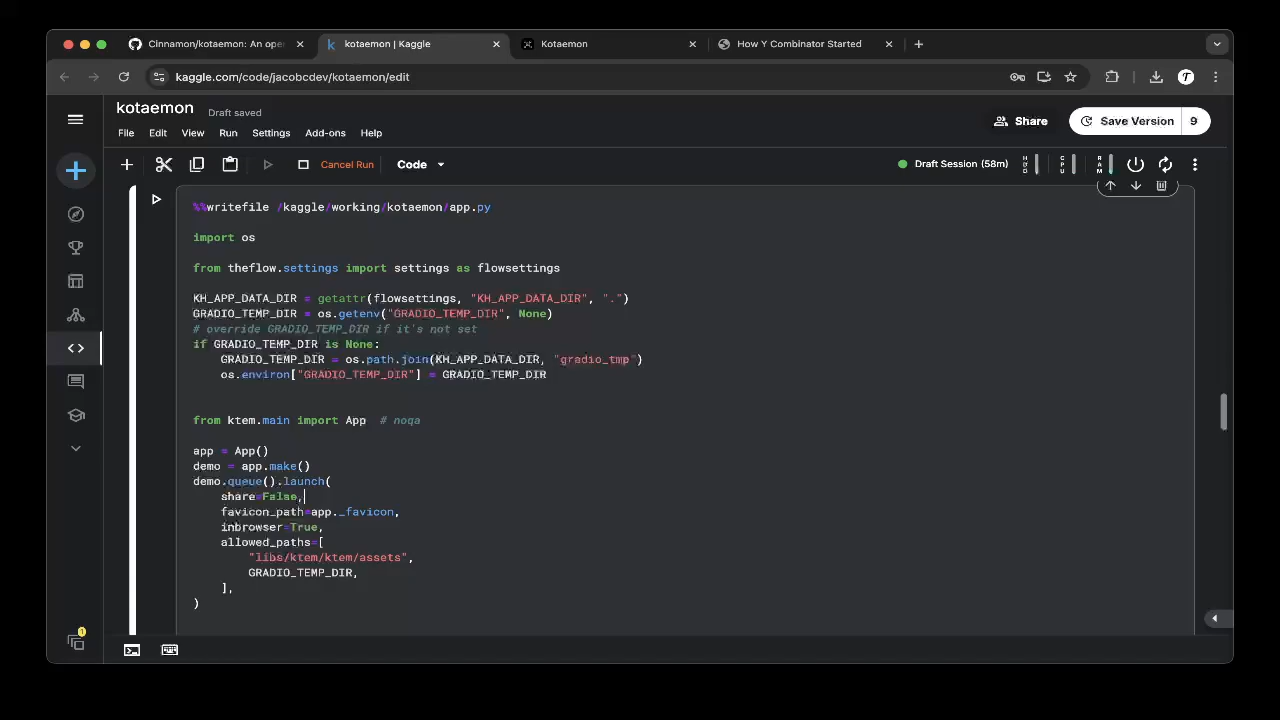 Cinnamon/kotaemon: An ope
kotaemon | Kaggle
Kotaemon
How Y Combinator Started
kaggle.com/code/jacobcdev/kotaemon/edit
kotaemon
Draft saved
File Edit View Run Settings Add-ons Help
Share
Save Version 9
Cancel Run
Code
Draft Session (58m)
HDD
CPU
RAM
%%writefile /kaggle/working/kotaemon/app.py
import os
from theflow.settings import settings as flowsettings
KH_APP_DATA_DIR = getattr(flowsettings, "KH_APP_DATA_DIR", ".")
GRADIO_TEMP_DIR = os.getenv("GRADIO_TEMP_DIR", None)
# override GRADIO_TEMP_DIR if it's not set
if GRADIO_TEMP_DIR is None:
    GRADIO_TEMP_DIR = os.path.join(KH_APP_DATA_DIR, "gradio_tmp")
    os.environ["GRADIO_TEMP_DIR"] = GRADIO_TEMP_DIR
from ktem.main import App  # noqa
app = App()
demo = app.make()
demo.queue().launch(
    share=False,
    favicon_path=app._favicon,
    inbrowser=True,
    allowed_paths=[
        "libs/ktem/ktem/assets",
        GRADIO_TEMP_DIR,
    ],
)
1